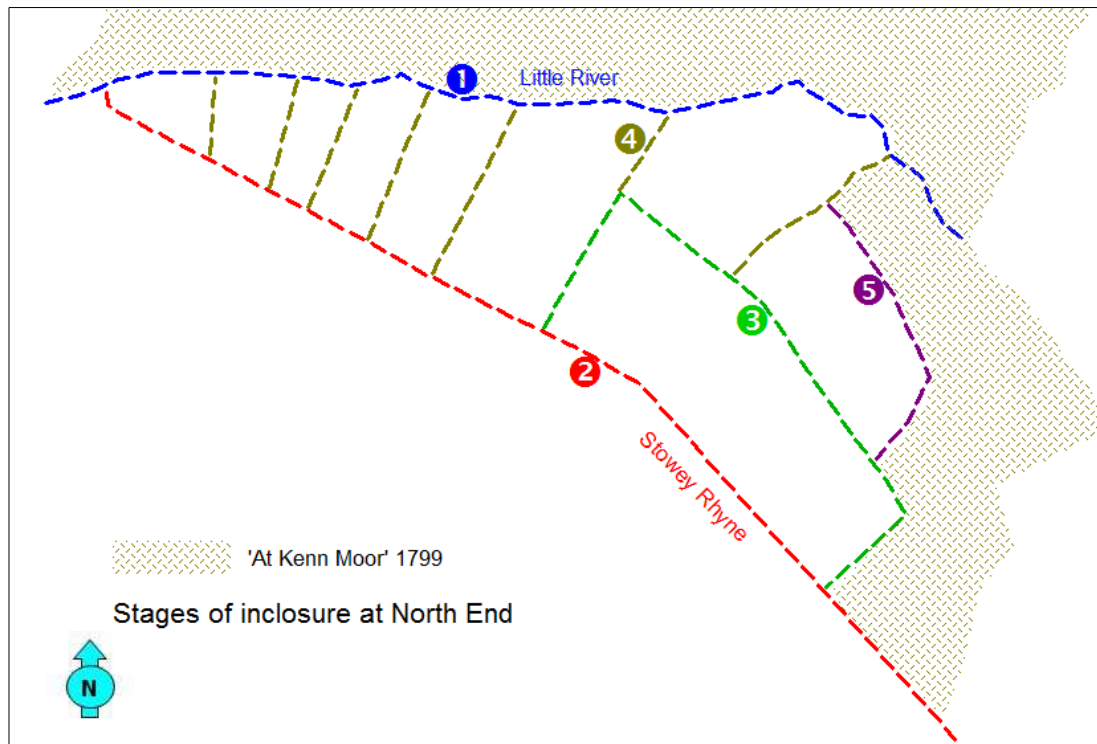 1 Little River
4
5
3
2
Stowey Rhyne
'At Kenn Moor' 1799
Stages of inclosure at North End
N